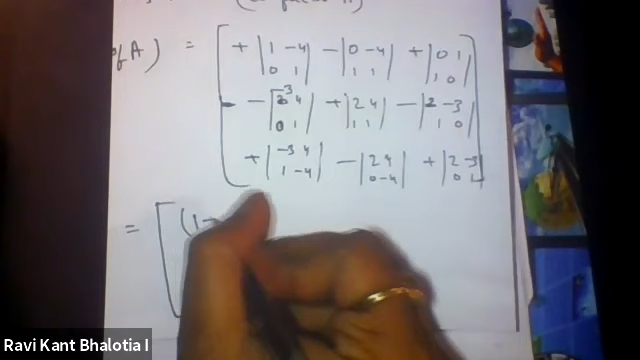 of A) = [ + |1 -4| - |0 -4| + |0 1|
|0 1| |1 1| |1 0|
- |-3 4| + |2 4| - |2 -3|
|0 1| |1 1| |1 0|
+ |-3 4| - |2 4| + |2 -3|
|1 -4| |0 -4| |0 1| ]
= [ (1-
Ravi Kant Bhalotia I